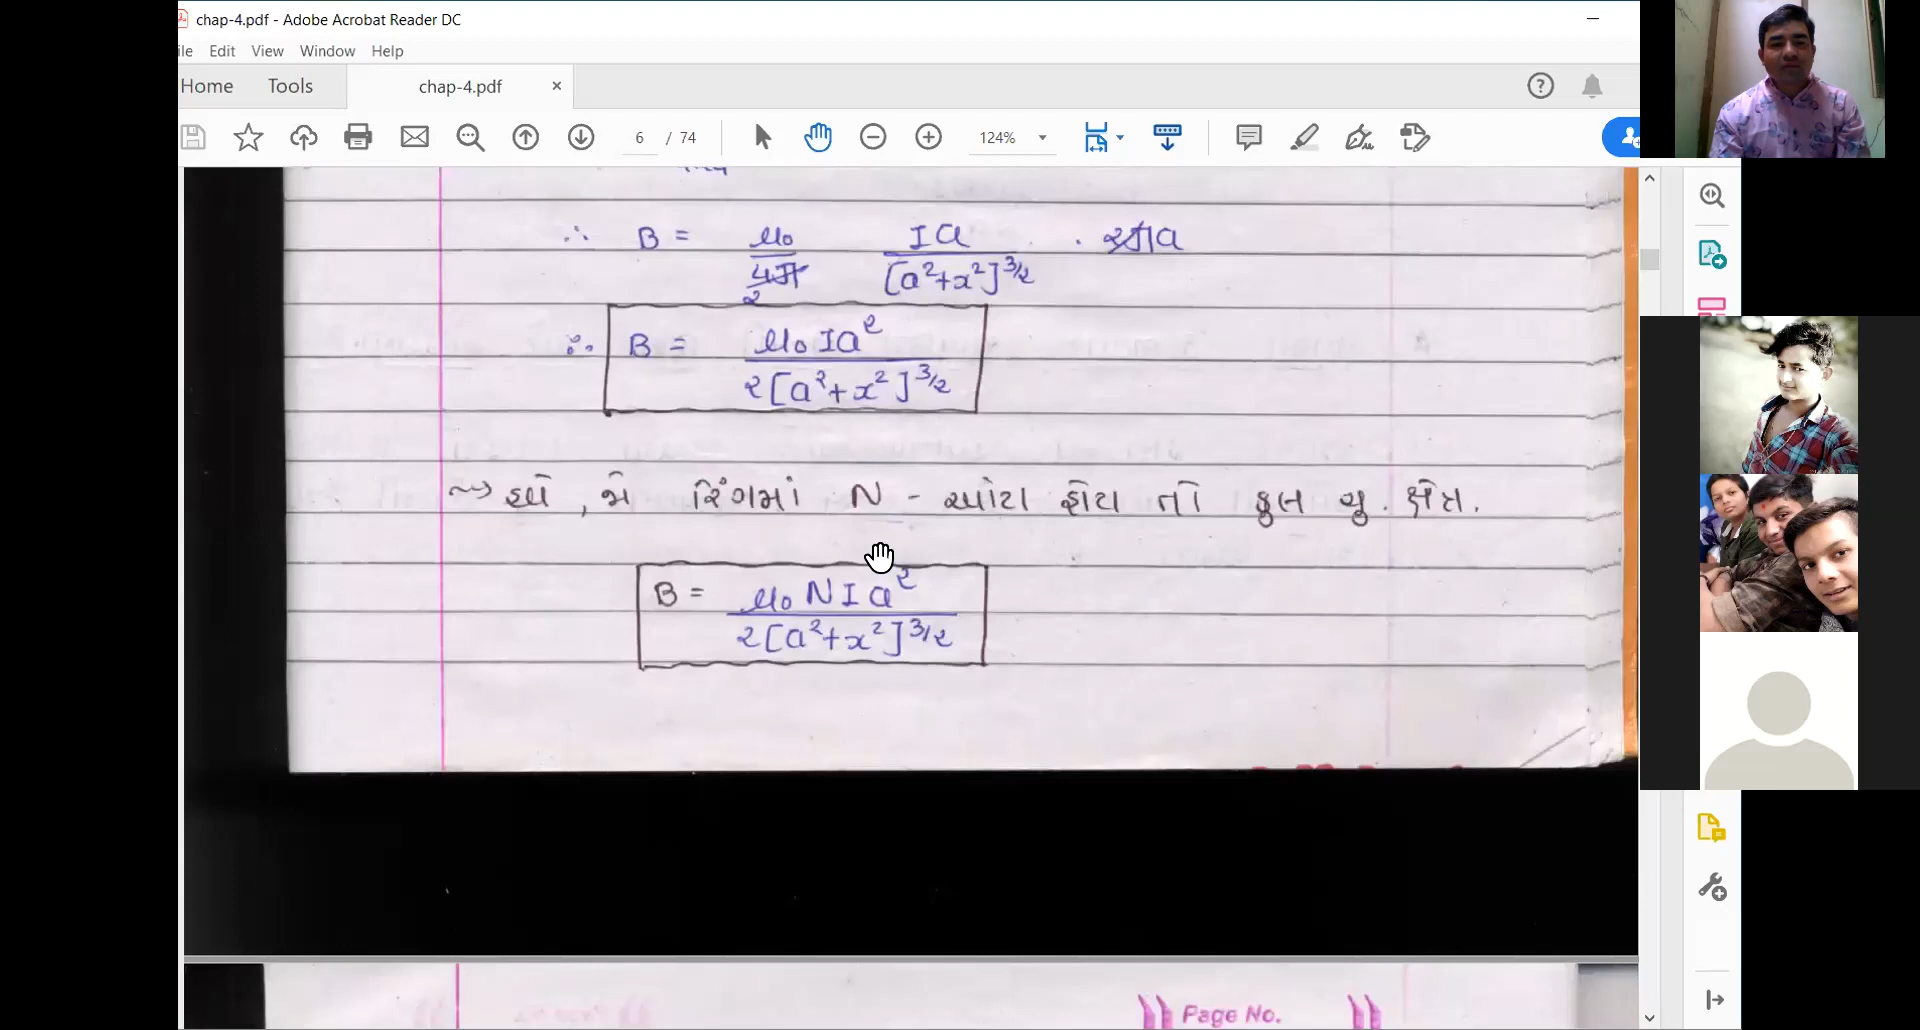 chap-4.pdf - Adobe Acrobat Reader DC
ile Edit View Window Help
Home Tools chap-4.pdf ×
6 / 74 124%
∴ B = μ₀/4π Ia/[a²+x²]^3/2 · 2πa
2
∴ B = μ₀Ia²/2[a²+x²]^3/2
હવે, જો રિંગમાં N - આંટા હોય તો કુલ ચુ. ક્ષેત્ર.
B = μ₀NIa²/2[a²+x²]^3/2
Page No.